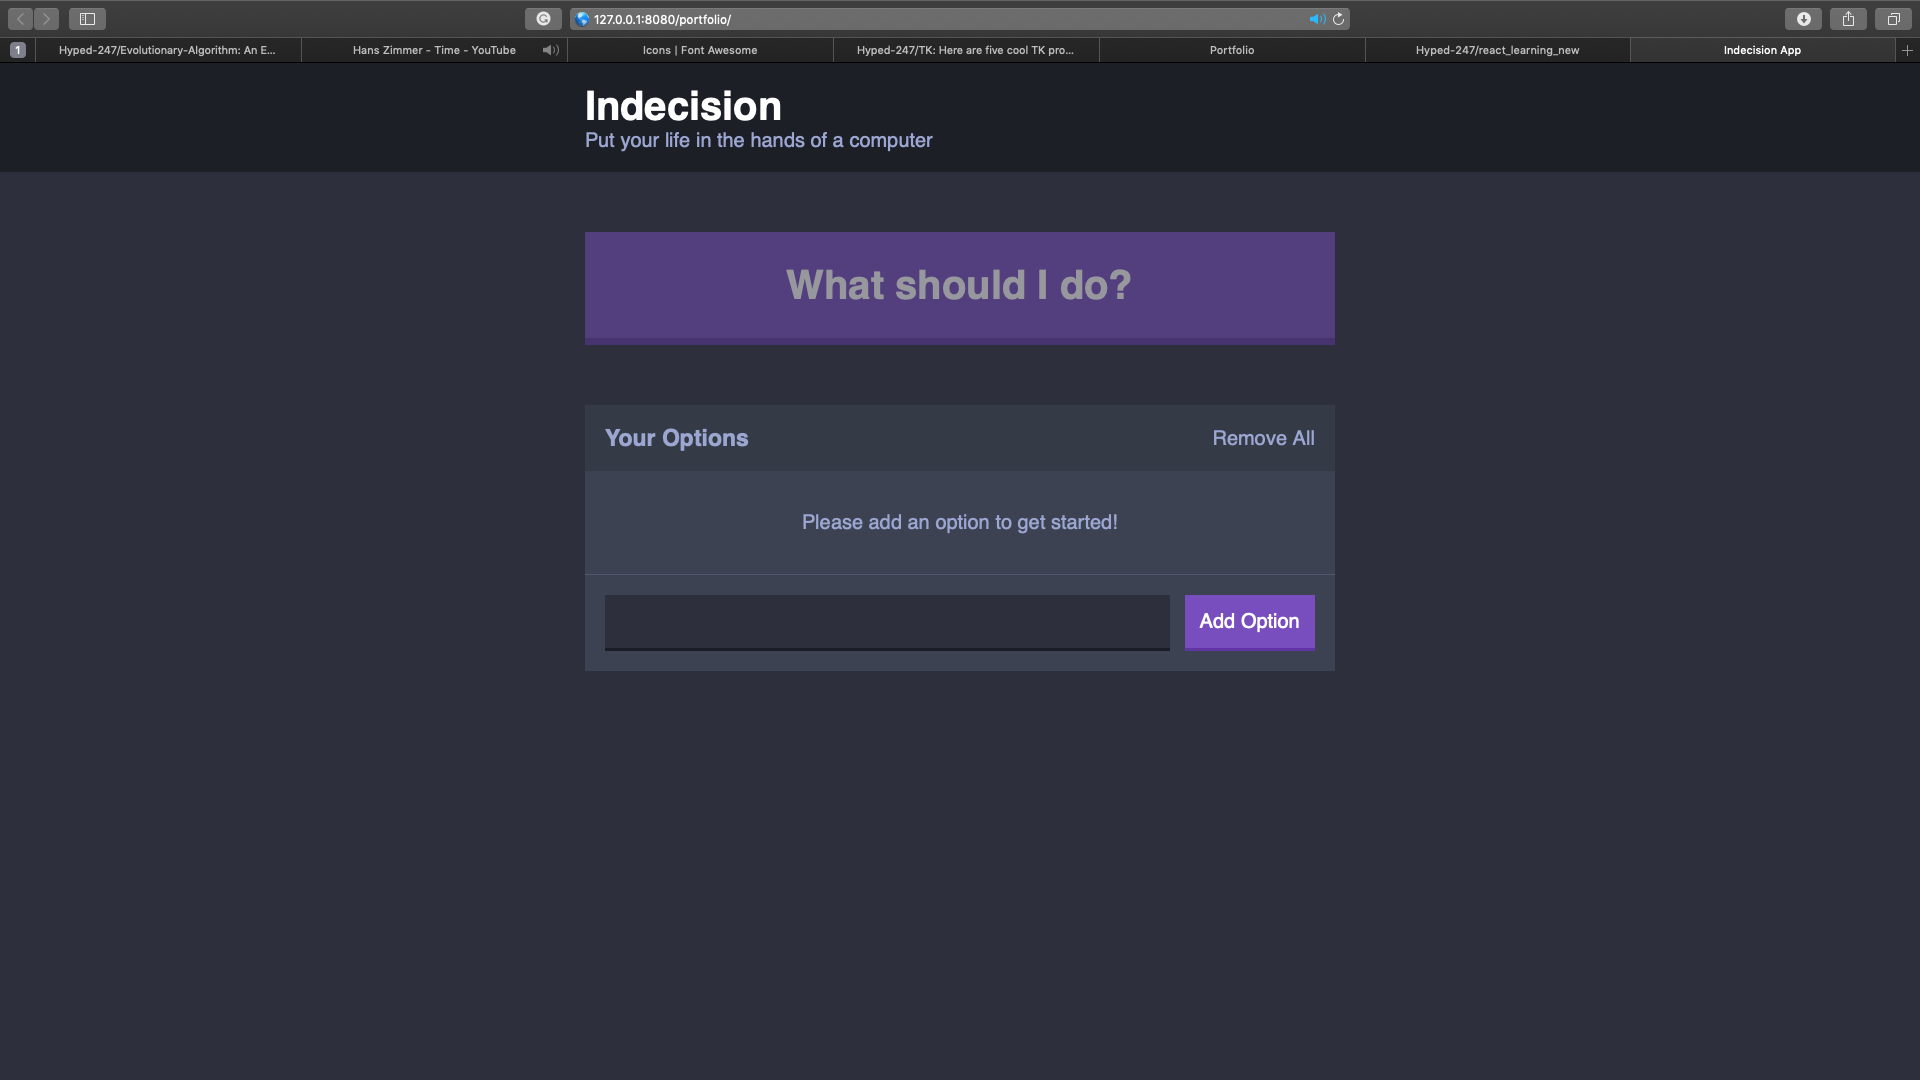 127.0.0.1:8080/portfolio/
1
Hyped-247/Evolutionary-Algorithm: An E...
Hans Zimmer - Time - YouTube
Icons | Font Awesome
Hyped-247/TK: Here are five cool TK pro...
Portfolio
Hyped-247/react_learning_new
Indecision App
Indecision
Put your life in the hands of a computer
What should I do?
Your Options
Remove All
Please add an option to get started!
Add Option